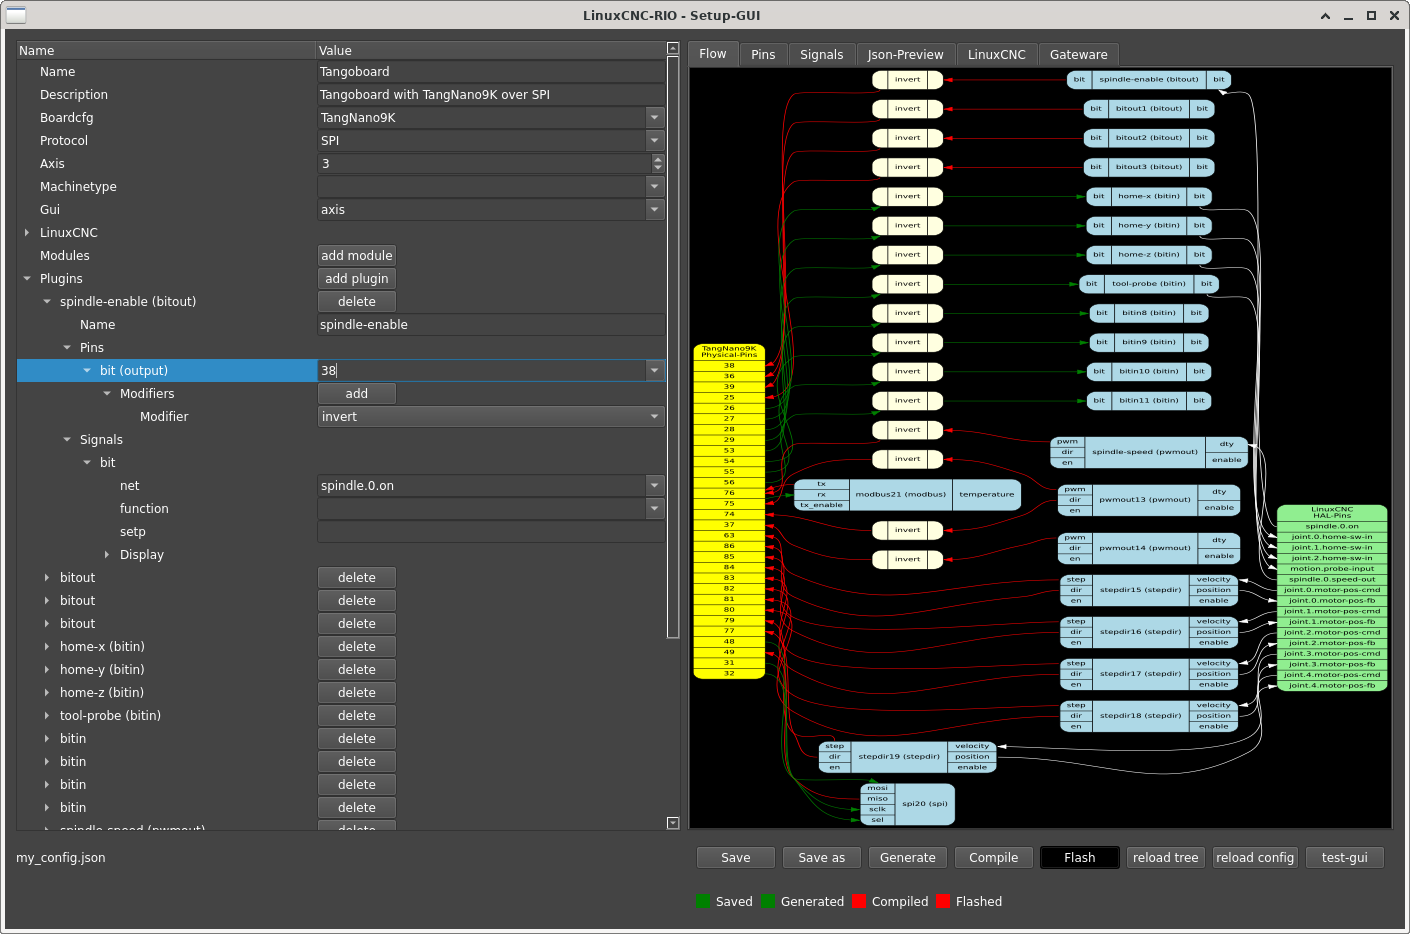 LinuxCNC-RIO - Setup-GUI
Name Value
Name Tangoboard
Description Tangoboard with TangNano9K over SPI
Boardcfg TangNano9K
Protocol SPI
Axis 3
Machinetype
Gui axis
LinuxCNC
Modules add module
Plugins add plugin
spindle-enable (bitout) delete
Name spindle-enable
Pins
bit (output) 38
Modifiers add
Modifier invert
Signals
bit
net spindle.0.on
function
setp
Display
bitout delete
bitout delete
bitout delete
home-x (bitin) delete
home-y (bitin) delete
home-z (bitin) delete
tool-probe (bitin) delete
bitin delete
bitin delete
bitin delete
bitin delete
spindle-speed (pwmout) delete
my_config.json
Flow Pins Signals Json-Preview LinuxCNC Gateware
invert bit spindle-enable (bitout) bit
invert bit bitout1 (bitout) bit
invert bit bitout2 (bitout) bit
invert bit bitout3 (bitout) bit
invert bit home-x (bitin) bit
invert bit home-y (bitin) bit
invert bit home-z (bitin) bit
invert bit tool-probe (bitin) bit
invert bit bitin8 (bitin) bit
invert bit bitin9 (bitin) bit
invert bit bitin10 (bitin) bit
invert bit bitin11 (bitin) bit
invert
invert
invert
invert
TangNano9K
Physical-Pins
38
36
39
25
26
27
28
29
53
54
55
56
76
75
74
37
63
86
85
84
83
82
81
80
79
77
48
49
31
32
tx
rx
tx_enable
modbus21 (modbus)
temperature
pwm
dir
en
spindle-speed (pwmout)
dty
enable
pwm
dir
en
pwmout13 (pwmout)
dty
enable
pwm
dir
en
pwmout14 (pwmout)
dty
enable
step
dir
en
stepdir15 (stepdir)
velocity
position
enable
step
dir
en
stepdir16 (stepdir)
velocity
position
enable
step
dir
en
stepdir17 (stepdir)
velocity
position
enable
step
dir
en
stepdir18 (stepdir)
velocity
position
enable
step
dir
en
stepdir19 (stepdir)
velocity
position
enable
mosi
miso
sclk
sel
spi20 (spi)
LinuxCNC
HAL-Pins
spindle.0.on
joint.0.home-sw-in
joint.1.home-sw-in
joint.2.home-sw-in
motion.probe-input
spindle.0.speed-out
joint.0.motor-pos-cmd
joint.0.motor-pos-fb
joint.1.motor-pos-cmd
joint.1.motor-pos-fb
joint.2.motor-pos-cmd
joint.2.motor-pos-fb
joint.3.motor-pos-cmd
joint.3.motor-pos-fb
joint.4.motor-pos-cmd
joint.4.motor-pos-fb
Save Save as Generate Compile Flash reload tree reload config test-gui
Saved Generated Compiled Flashed